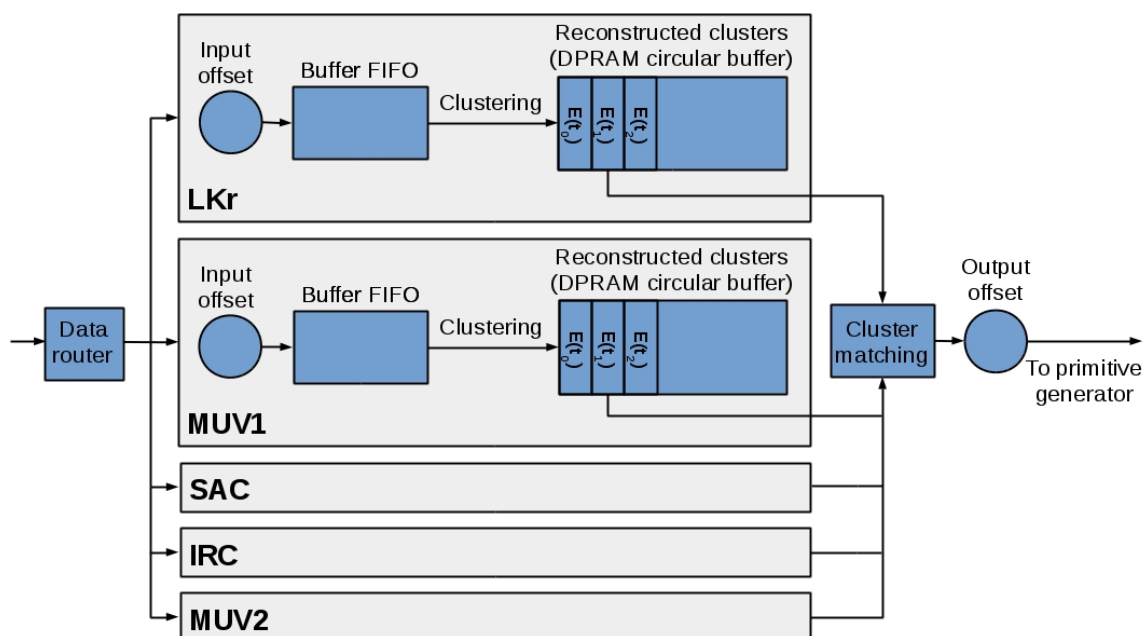 Reconstructed clusters
(DPRAM circular buffer)
Input
offset
Buffer FIFO
Clustering
E(t₀)
E(t₁)
E(t₂)
LKr
Reconstructed clusters
(DPRAM circular buffer)
Input
offset
Buffer FIFO
Clustering
E(t₀)
E(t₁)
E(t₂)
MUV1
Data
router
Cluster
matching
Output
offset
To primitive
generator
SAC
IRC
MUV2